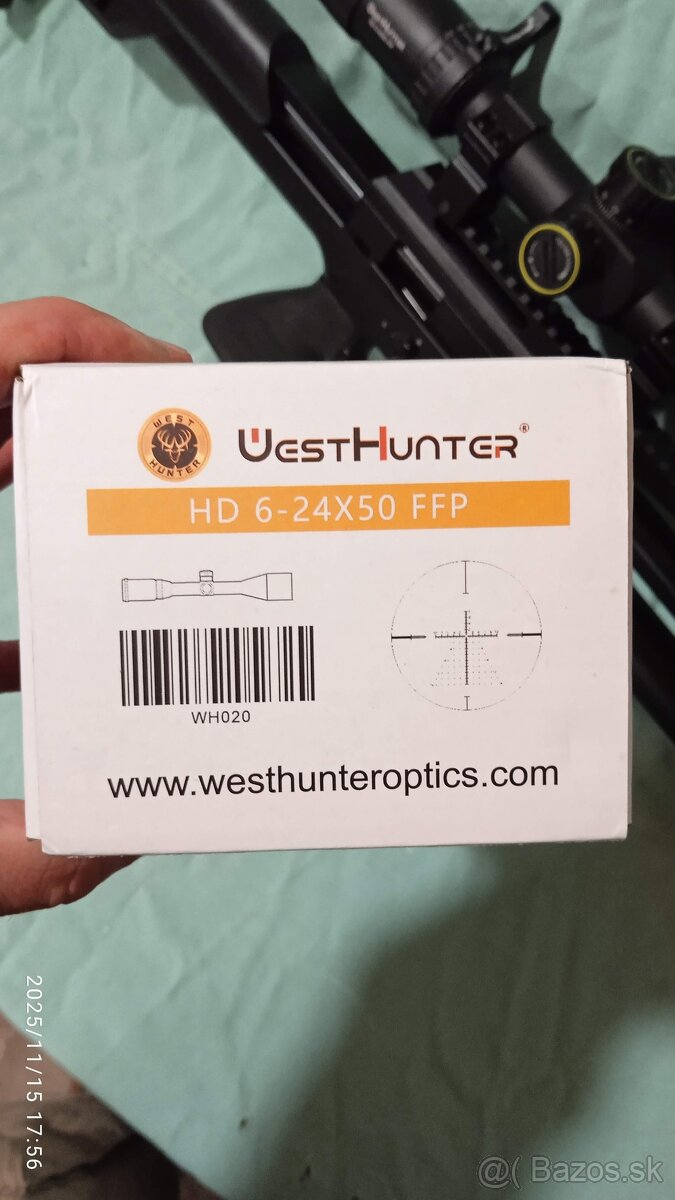 WEST
HUNTER
WESTHUNTER®
HD 6-24X50 FFP
WH020
www.westhunteroptics.com
2025/11/15 17:56
@( Bazos.sk